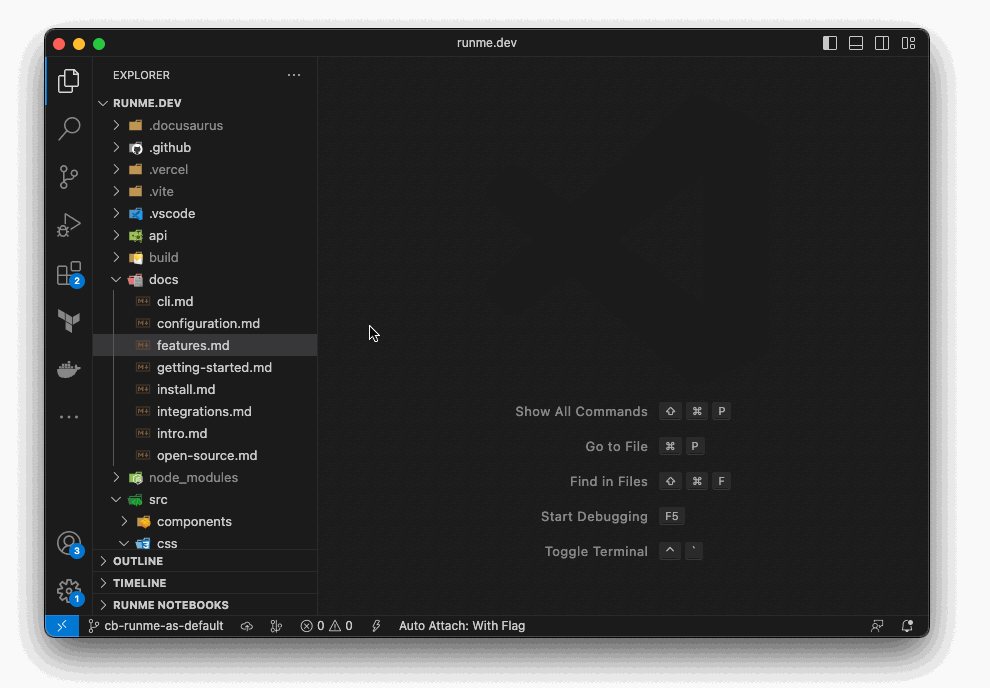 runme.dev
EXPLORER
RUNME.DEV
.docusaurus
.github
.vercel
.vite
.vscode
api
build
docs
cli.md
configuration.md
features.md
getting-started.md
install.md
integrations.md
intro.md
open-source.md
node_modules
src
components
css
OUTLINE
TIMELINE
RUNME NOTEBOOKS
2
3
1
Show All Commands ⇧ ⌘ P
Go to File ⌘ P
Find in Files ⇧ ⌘ F
Start Debugging F5
Toggle Terminal ^ `
cb-runme-as-default 0 0 Auto Attach: With Flag